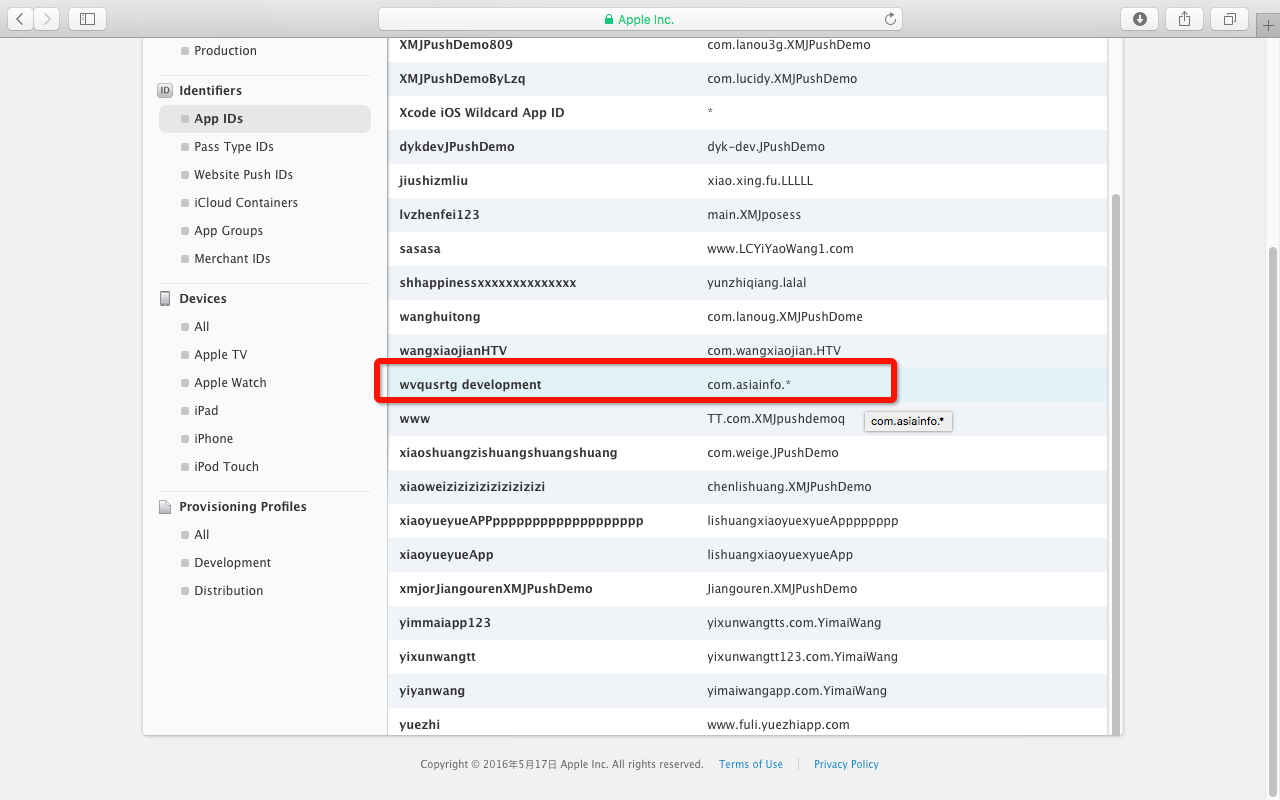 Apple Inc.
Production
ID Identifiers
App IDs
Pass Type IDs
Website Push IDs
iCloud Containers
App Groups
Merchant IDs
Devices
All
Apple TV
Apple Watch
iPad
iPhone
iPod Touch
Provisioning Profiles
All
Development
Distribution
XMJPushDemo809 com.lanou3g.XMJPushDemo
XMJPushDemoByLzq com.lucidy.XMJPushDemo
Xcode iOS Wildcard App ID *
dykdevJPushDemo dyk-dev.JPushDemo
jiushizmliu xiao.xing.fu.LLLLL
lvzhenfei123 main.XMJposess
sasasa www.LCYiYaoWang1.com
shhappinessxxxxxxxxxxxxxx yunzhiqiang.lalal
wanghuitong com.lanoug.XMJPushDome
wangxiaojianHTV com.wangxiaojian.HTV
wvqusrtg development com.asiainfo.*
www TT.com.XMJpushdemoq
com.asiainfo.*
xiaoshuangzishuangshuangshuang com.weige.JPushDemo
xiaoweizizizizizizizizizi chenlishuang.XMJPushDemo
xiaoyueyueAPPppppppppppppppppppp lishuangxiaoyuexyueApppppppp
xiaoyueyueApp lishuangxiaoyuexyueApp
xmjorJiangourenXMJPushDemo Jiangouren.XMJPushDemo
yimmaiapp123 yixunwangtts.com.YimaiWang
yixunwangtt yixunwangtt123.com.YimaiWang
yiyanwang yimaiwangapp.com.YimaiWang
yuezhi www.fuli.yuezhiapp.com
Copyright © 2016年5月17日 Apple Inc. All rights reserved. Terms of Use Privacy Policy